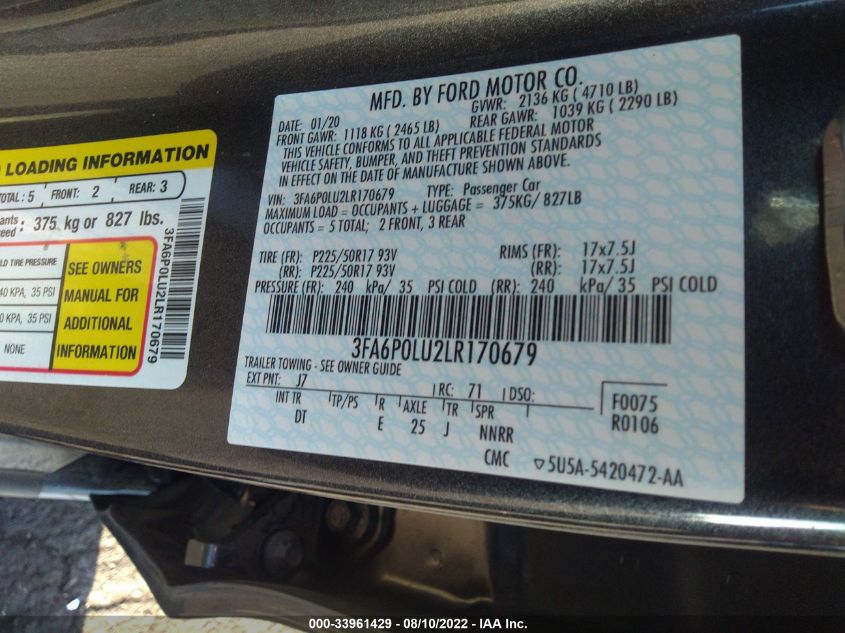 MFD. BY FORD MOTOR CO.
DATE: 01/20 GVWR: 2136 KG ( 4710 LB)
FRONT GAWR: 1118 KG ( 2465 LB) REAR GAWR: 1039 KG ( 2290 LB)
THIS VEHICLE CONFORMS TO ALL APPLICABLE FEDERAL MOTOR
VEHICLE SAFETY, BUMPER, AND THEFT PREVENTION STANDARDS
IN EFFECT ON THE DATE OF MANUFACTURE SHOWN ABOVE.
VIN: 3FA6P0LU2LR170679 TYPE: Passenger Car
MAXIMUM LOAD = OCCUPANTS + LUGGAGE = 375KG/ 827LB
OCCUPANTS = 5 TOTAL; 2 FRONT, 3 REAR
TIRE (FR): P225/50R17 93V RIMS (FR): 17x7.5J
(RR): P225/50R17 93V (RR): 17x7.5J
PRESSURE (FR): 240 kPa/ 35 PSI COLD (RR): 240 kPa/ 35 PSI COLD
3FA6P0LU2LR170679
TRAILER TOWING - SEE OWNER GUIDE
EXT PNT: J7 RC: 71 DSO: F0075
INT TR TP/PS R AXLE TR SPR R0106
DT E 25 J NNRR
CMC 5U5A-5420472-AA
LOADING INFORMATION
TOTAL: 5 FRONT: 2 REAR: 3
375 kg or 827 lbs.
TIRE PRESSURE SEE OWNERS
KPA, 35 PSI MANUAL FOR
KPA, 35 PSI ADDITIONAL
NONE INFORMATION
3FA6P0LU2LR170679
000-33961429 - 08/10/2022 - IAA Inc.